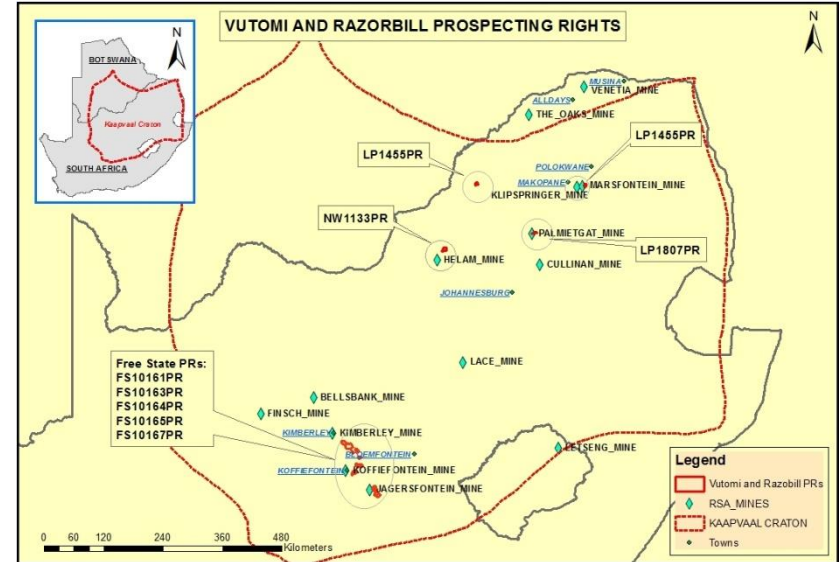 VUTOMI AND RAZORBILL PROSPECTING RIGHTS
N
N
BOTSWANA
Kaapvaal Craton
SOUTH AFRICA
MUSINA
VENETIA_MINE
ALLDAYS
THE_OAKS_MINE
LP1455PR
LP1455PR
POLOKWANE
MAKOPANE
MARSFONTEIN_MINE
KLIPSPRINGER_MINE
NW1133PR
PALMIETGAT_MINE
LP1807PR
HELAM_MINE
CULLINAN_MINE
JOHANNESBURG
LACE_MINE
Free State PRs:
FS10161PR
FS10163PR
FS10164PR
FS10165PR
FS10167PR
BELLSBANK_MINE
FINSCH_MINE
KIMBERLEY
KIMBERLEY_MINE
BLOEMFONTEIN
LETSENG_MINE
KOFFIEFONTEIN
KOFFIEFONTEIN_MINE
JAGERSFONTEIN_MINE
Legend
Vutomi and Razobill PRs
RSA_MINES
KAAPVAAL CRATON
Towns
0 60 120 240 360 480
Kilometers